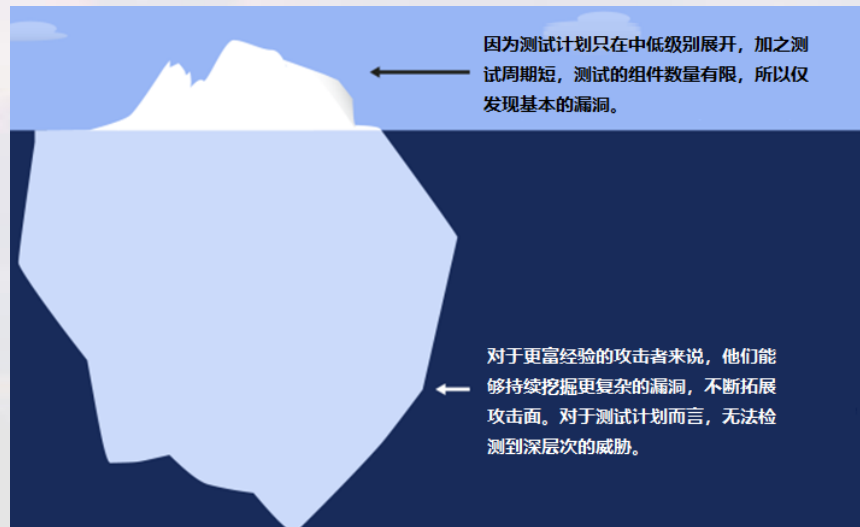 因为测试计划只在中低级别展开，加之测
试周期短，测试的组件数量有限，所以仅
发现基本的漏洞。
对于更富经验的攻击者来说，他们能
够持续挖掘更复杂的漏洞，不断拓展
攻击面。对于测试计划而言，无法检
测到深层次的威胁。